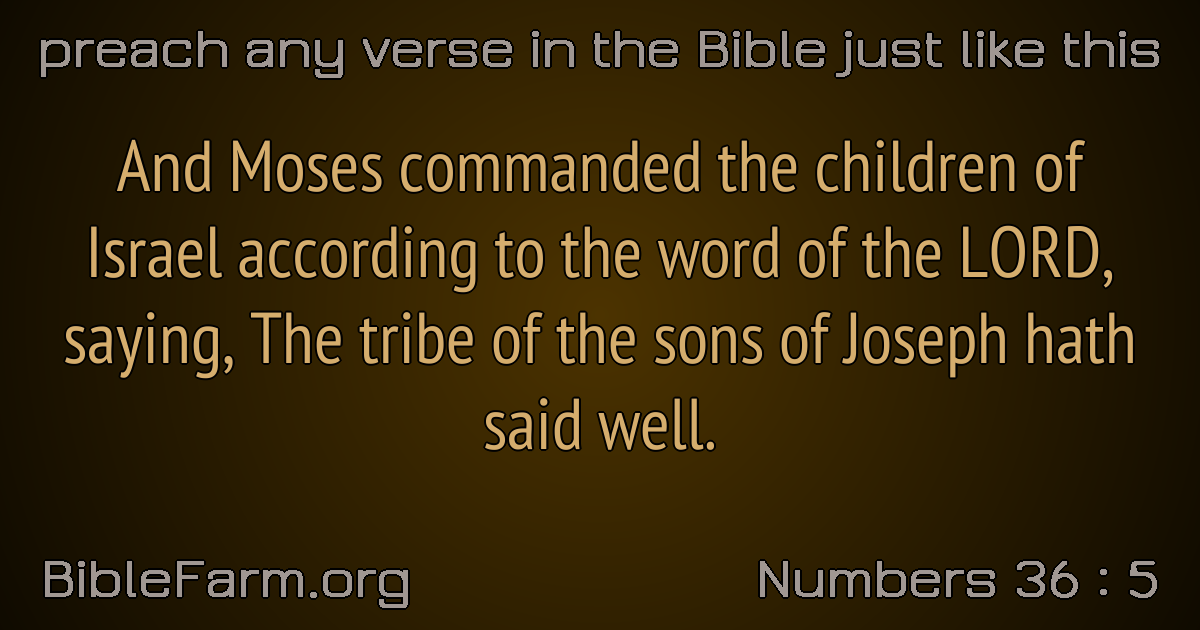 preach any verse in the Bible just like this
And Moses commanded the children of
Israel according to the word of the LORD,
saying, The tribe of the sons of Joseph hath
said well.
BibleFarm.org
Numbers 36 : 5